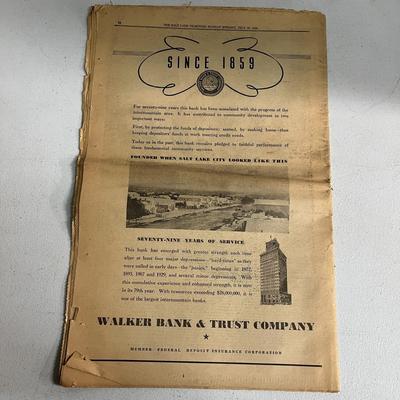 THE SALT LAKE TRIBUNE, SUNDAY MORNING, JULY
SINCE 1859
For seventy-nine years this bank has been associated with the progress of the
intermountain area. It has contributed to community development in two
important ways:
First, by protecting the funds of depositors; second, by making loans—thus
keeping depositors' funds at work meeting credit needs.
Today as in the past, this bank remains pledged to faithful performance of
these fundamental community services.
FOUNDED WHEN SALT LAKE CITY LOOKED LIKE THIS
SEVENTY-NINE YEARS OF SERVICE
This bank has emerged with greater strength each time
after at least four major depressions—"hard-times" as they
were called in early days—the "panics" beginning in 1872,
1893, 1907 and 1929, and several minor depressions. With
this cumulative experience and enhanced strength, it is now
in its 79th year. With resources exceeding $26,000,000, it is
one of the largest intermountain banks.
WALKER BANK & TRUST COMPANY
MEMBER FEDERAL DEPOSIT INSURANCE CORPORATION